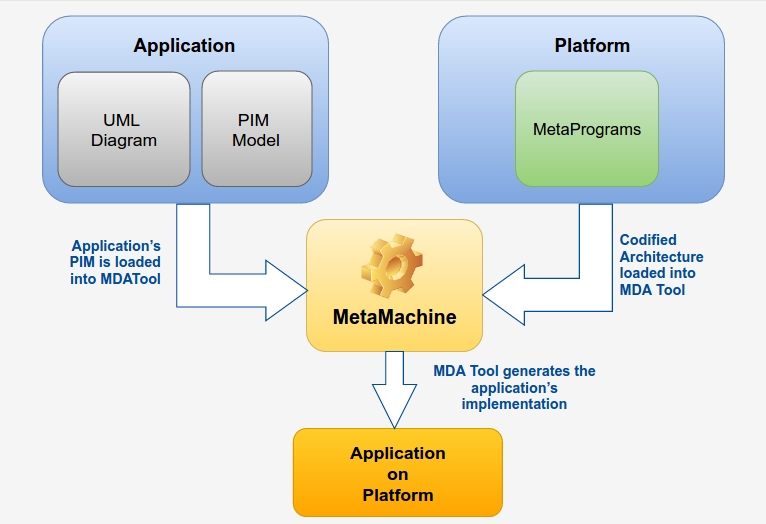 Application
UML
Diagram
PIM
Model
Platform
MetaPrograms
Application's
PIM is loaded
into MDATool
Codified
Architecture
loaded into
MDA Tool
MetaMachine
MDA Tool generates the
application's
implementation
Application
on
Platform